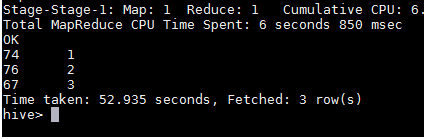 Stage-Stage-1: Map: 1  Reduce: 1   Cumulative CPU: 6.
Total MapReduce CPU Time Spent: 6 seconds 850 msec
OK
74      1
76      2
67      3
Time taken: 52.935 seconds, Fetched: 3 row(s)
hive>